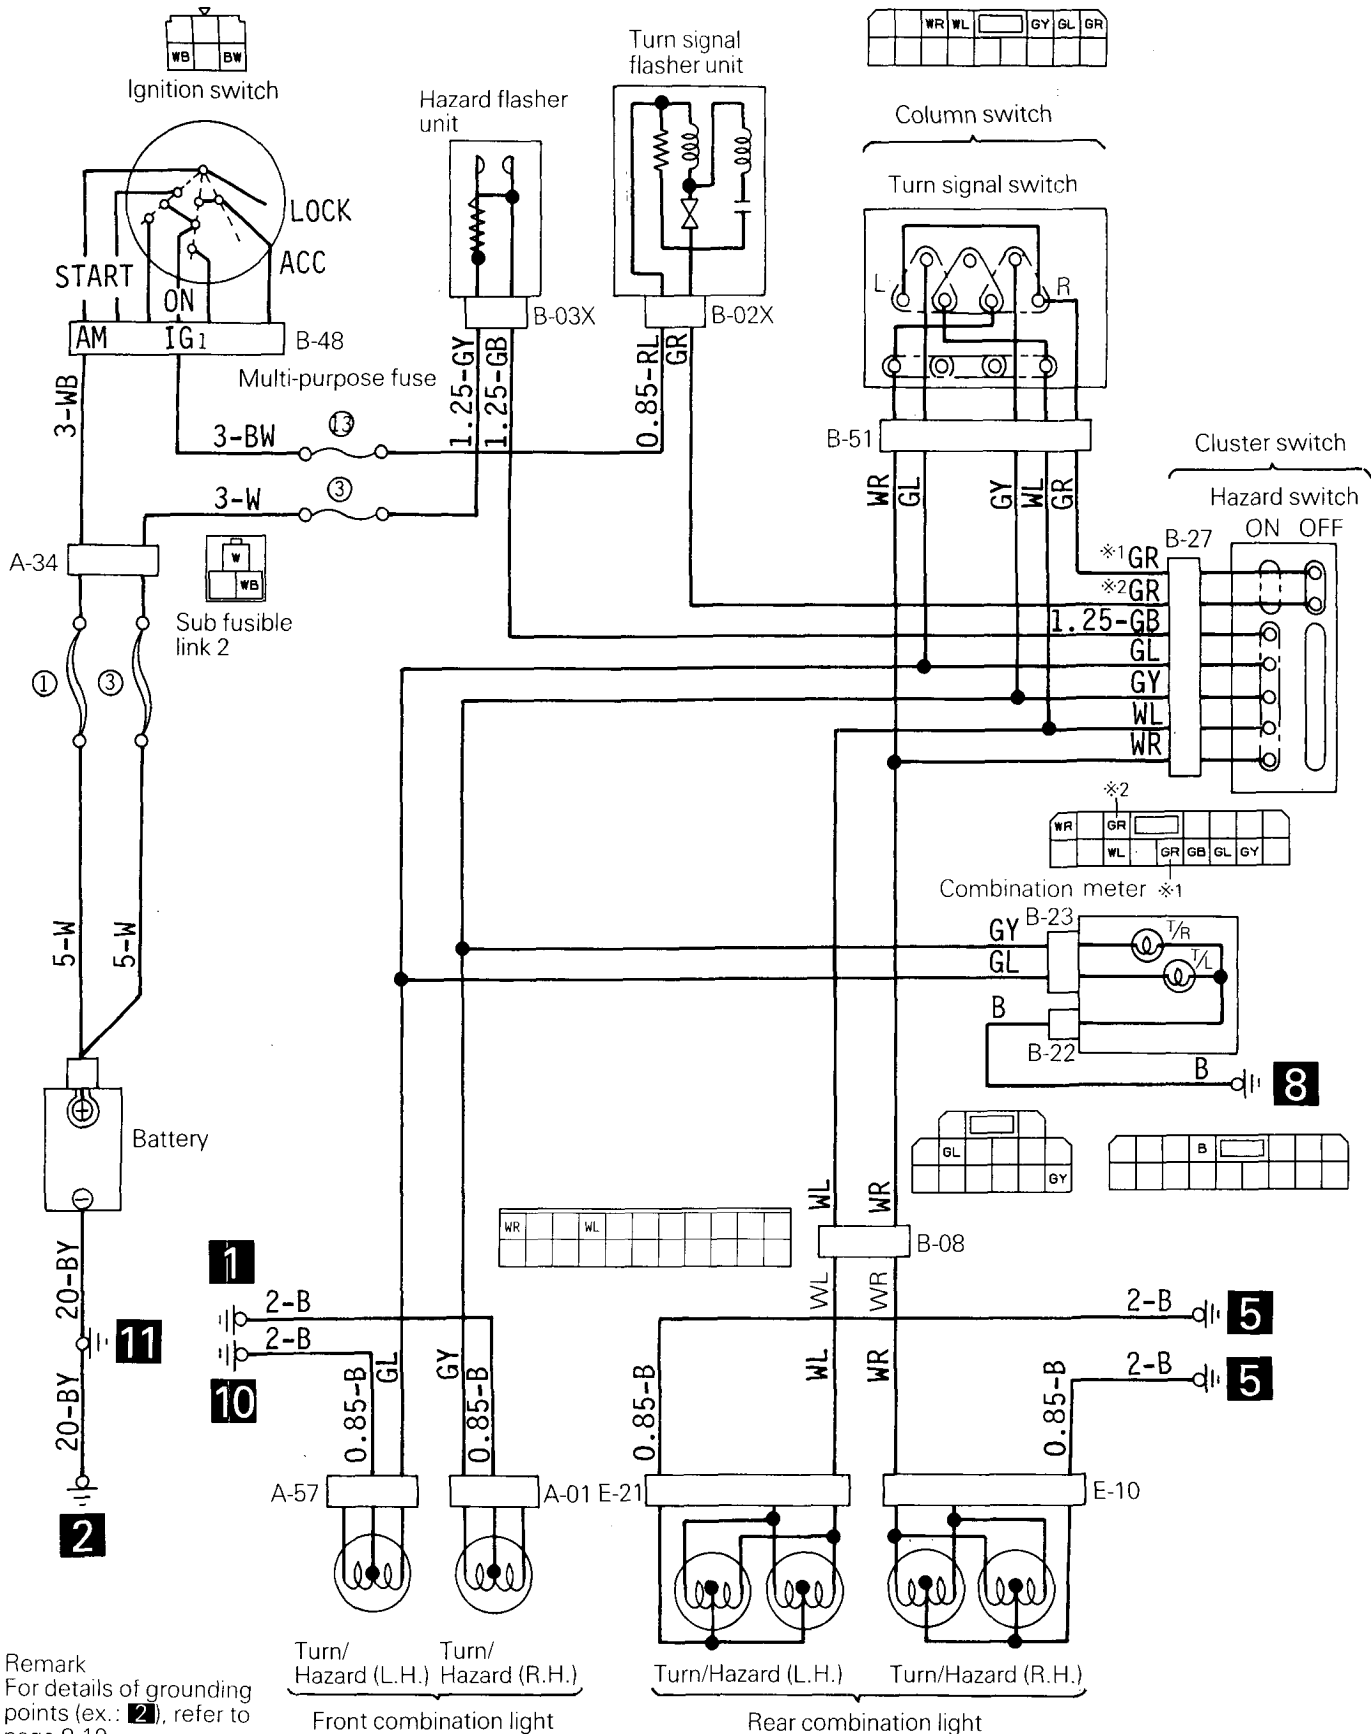 WR WL GY GL GR
WB BW
Ignition switch
Turn signal
flasher unit
Hazard flasher
unit
Column switch
Turn signal switch
LOCK
ACC
START
ON
AM IG1 B-48
B-03X
B-02X
L R
Multi-purpose fuse
3-WB
3-BW
13
1.25-GY
1.25-GB
0.85-RL
GR
B-51
WR GL GY WL GR
Cluster switch
Hazard switch
ON OFF
B-27
3-W
3
A-34
W
WB
Sub fusible
link 2
※1 GR
※2 GR
1.25-GB
GL
GY
WL
WR
1 3
※2
WR GR
WL GR GB GL GY
Combination meter ※1
5-W 5-W
B-23
GY
GL
T/R
T/L
B
B-22
B
8
Battery
GL
GY
B
WL WR
WR WL
B-08
WL WR
20-BY
11
20-BY
2
1
2-B
2-B
10
0.85-B
GL
GY
0.85-B
0.85-B
WL
WR
0.85-B
2-B 5
2-B 5
A-57
A-01
E-21
E-10
Turn/
Hazard (L.H.)
Turn/
Hazard (R.H.)
Front combination light
Turn/Hazard (L.H.)
Turn/Hazard (R.H.)
Rear combination light
Remark
For details of grounding
points (ex.: 2), refer to